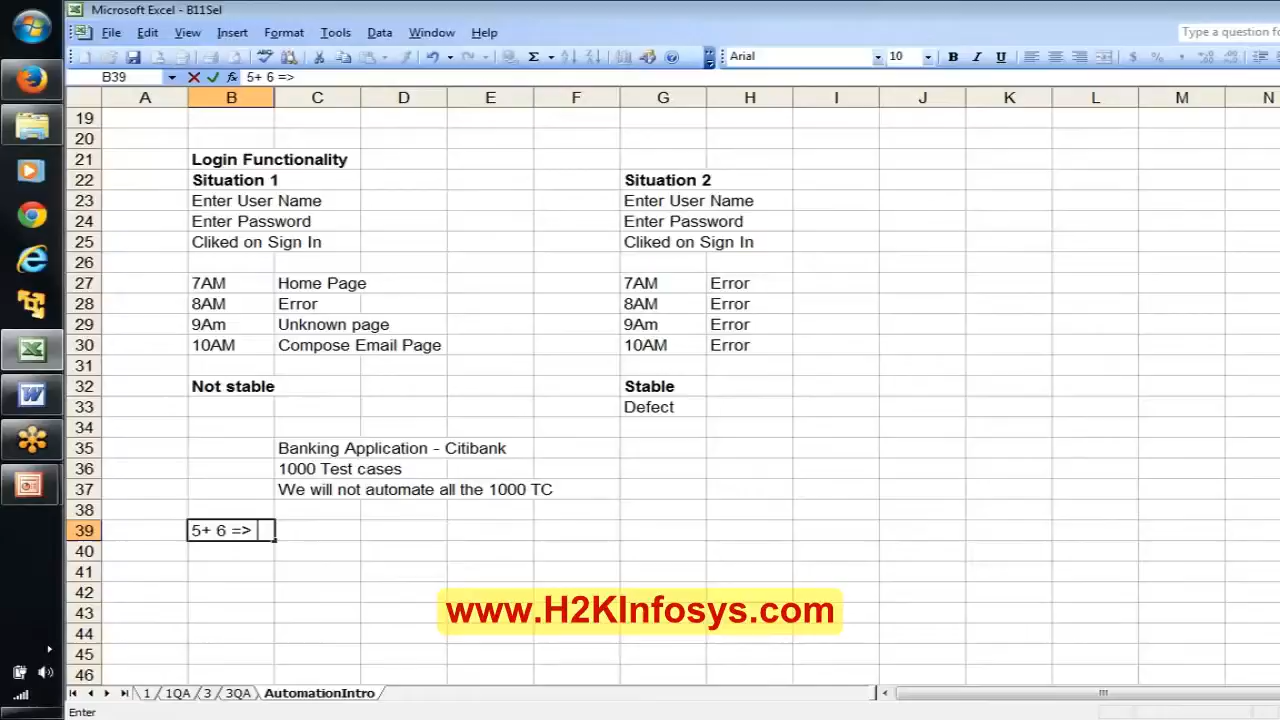 Microsoft Excel - B11Sel
File Edit View Insert Format Tools Data Window Help
Type a question fo
Arial 10 B I U $ %
B39 fx 5+ 6 =>
A B C D E F G H I J K L M N
19
20
21 Login Functionality
22 Situation 1 Situation 2
23 Enter User Name Enter User Name
24 Enter Password Enter Password
25 Cliked on Sign In Cliked on Sign In
26
27 7AM Home Page 7AM Error
28 8AM Error 8AM Error
29 9Am Unknown page 9Am Error
30 10AM Compose Email Page 10AM Error
31
32 Not stable Stable
33 Defect
34
35 Banking Application - Citibank
36 1000 Test cases
37 We will not automate all the 1000 TC
38
39 5+ 6 =>
40
41
42
43
44
45
46
www.H2KInfosys.com
1 1QA 3 3QA AutomationIntro
Enter